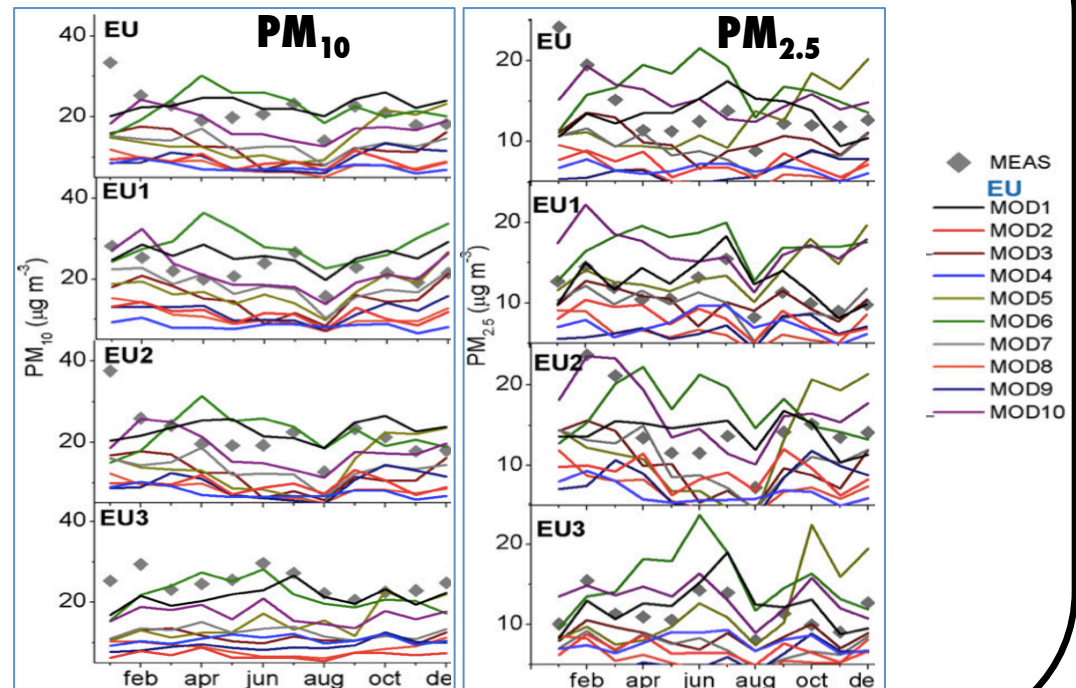 PM10
EU
40
20
EU1
40
20
EU2
40
20
EU3
40
20
PM10 (μg m-3)
feb apr jun aug oct de
PM2.5
EU
20
10
EU1
20
10
EU2
20
10
EU3
20
10
PM2.5 (μg m-3)
feb apr jun aug oct de
MEAS
EU
MOD1
MOD2
MOD3
MOD4
MOD5
MOD6
MOD7
MOD8
MOD9
MOD10